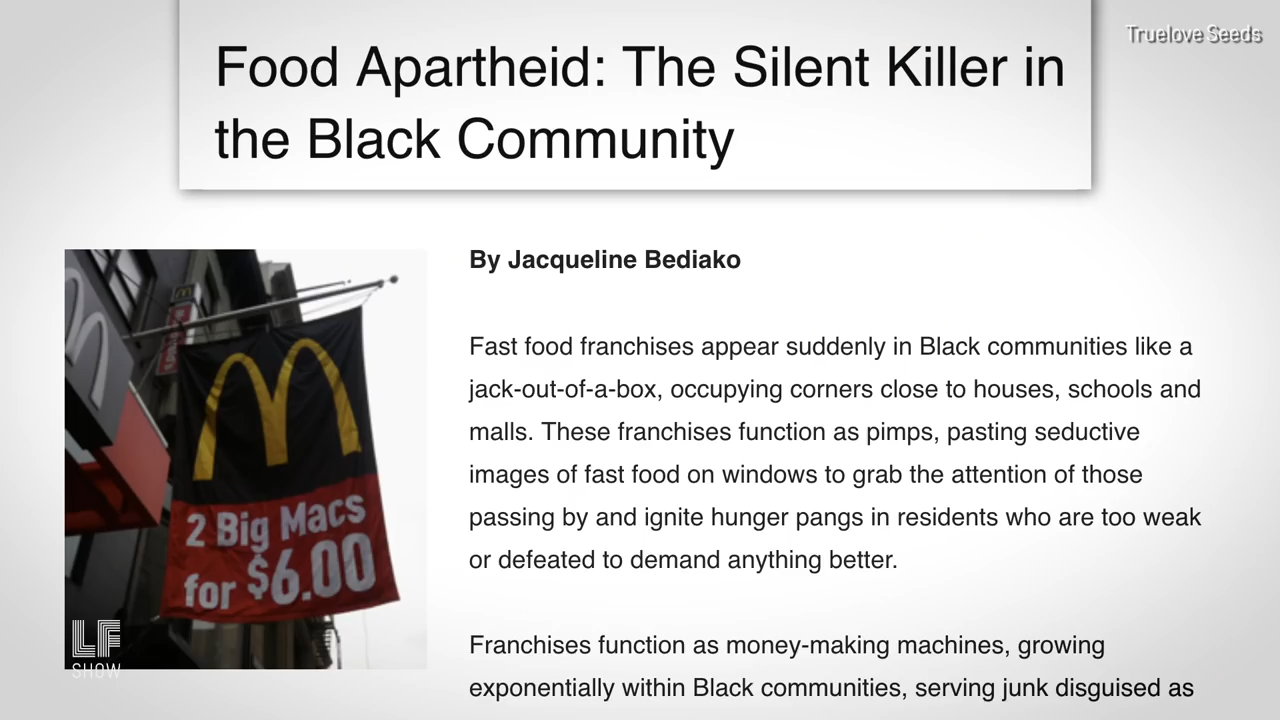 Truelove Seeds
Food Apartheid: The Silent Killer in
the Black Community
By Jacqueline Bediako
Fast food franchises appear suddenly in Black communities like a
jack-out-of-a-box, occupying corners close to houses, schools and
malls. These franchises function as pimps, pasting seductive
images of fast food on windows to grab the attention of those
passing by and ignite hunger pangs in residents who are too weak
or defeated to demand anything better.
Franchises function as money-making machines, growing
exponentially within Black communities, serving junk disguised as
2 Big Macs
for $6.00
LF
SHOW